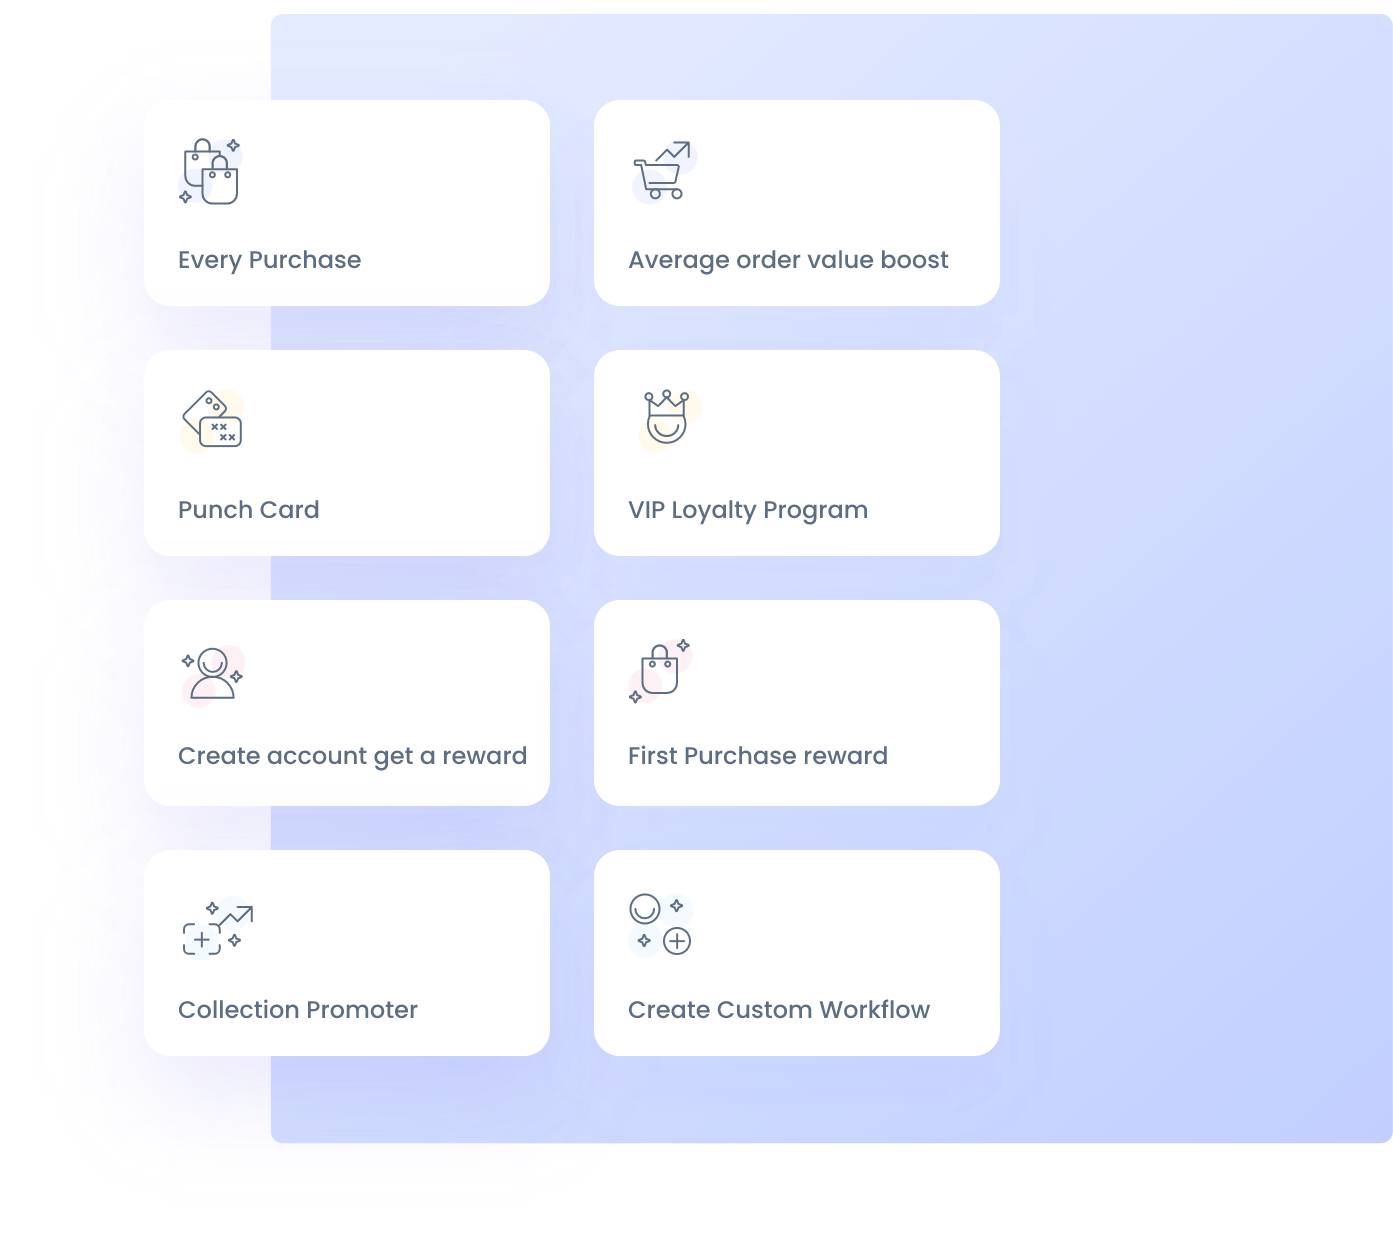 Every Purchase
Average order value boost
Punch Card
VIP Loyalty Program
Create account get a reward
First Purchase reward
Collection Promoter
Create Custom Workflow